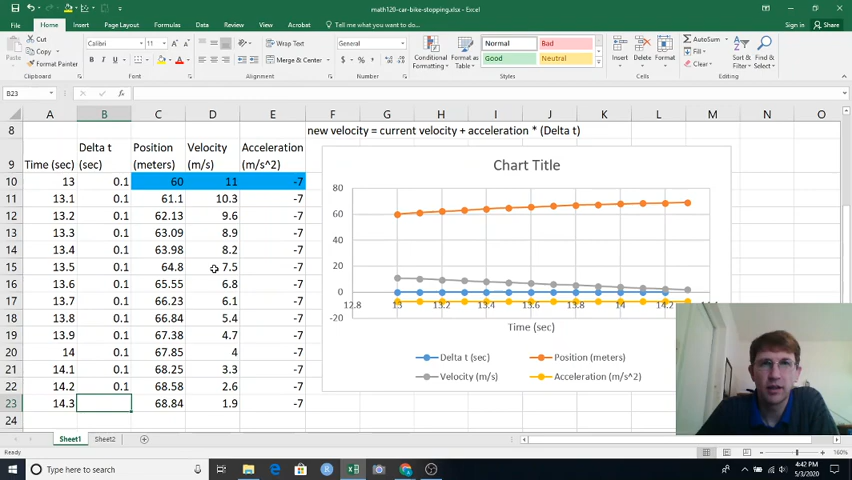 math120-car-bike-stopping.xlsx - Excel
Sign in
File Home Insert Page Layout Formulas Data Review View Acrobat Tell me what you want to do... Share
Cut
Copy
Format Painter
Paste
Clipboard
Calibri 11
B I U
Font
Wrap Text
Merge & Center
Alignment
General
$ % ,
Number
Conditional Formatting
Format as Table
Normal Bad
Good Neutral
Styles
Insert Delete Format
Cells
AutoSum
Fill
Clear
Sort & Filter
Find & Select
Editing
B23 fx
A B C D E F G H I J K L M N O
8 new velocity = current velocity + acceleration * (Delta t)
Delta t Position Velocity Acceleration
9 Time (sec) (sec) (meters) (m/s) (m/s^2)
10 13 0.1 60 11 -7
11 13.1 0.1 61.1 10.3 -7
12 13.2 0.1 62.13 9.6 -7
13 13.3 0.1 63.09 8.9 -7
14 13.4 0.1 63.98 8.2 -7
15 13.5 0.1 64.8 7.5 -7
16 13.6 0.1 65.55 6.8 -7
17 13.7 0.1 66.23 6.1 -7
18 13.8 0.1 66.84 5.4 -7
19 13.9 0.1 67.38 4.7 -7
20 14 0.1 67.85 4 -7
21 14.1 0.1 68.25 3.3 -7
22 14.2 0.1 68.58 2.6 -7
23 14.3 68.84 1.9 -7
24
Chart Title
80
60
40
20
0
-20
12.8 13 13.2 13.4 13.6 13.8 14 14.2
Time (sec)
Delta t (sec) Position (meters)
Velocity (m/s) Acceleration (m/s^2)
Sheet1 Sheet2
160%
Type here to search
4:42 PM
5/3/2020